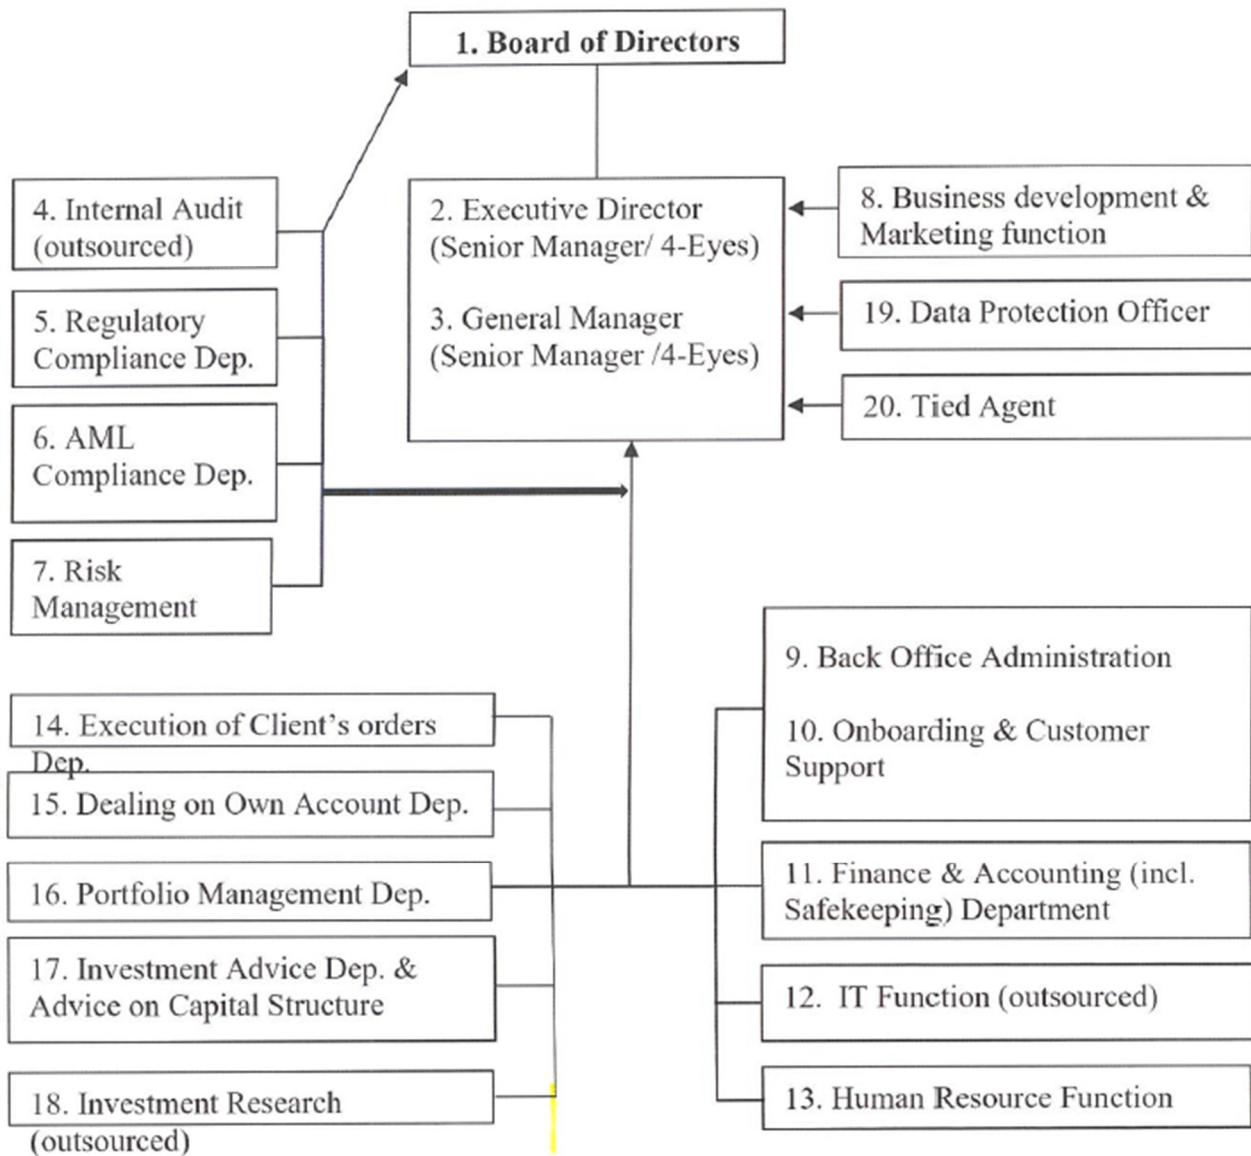 1. Board of Directors
4. Internal Audit
(outsourced)
5. Regulatory
Compliance Dep.
6. AML
Compliance Dep.
7. Risk
Management
2. Executive Director
(Senior Manager/ 4-Eyes)
3. General Manager
(Senior Manager /4-Eyes)
8. Business development &
Marketing function
19. Data Protection Officer
20. Tied Agent
14. Execution of Client’s orders
Dep.
15. Dealing on Own Account Dep.
16. Portfolio Management Dep.
17. Investment Advice Dep. &
Advice on Capital Structure
18. Investment Research
(outsourced)
9. Back Office Administration
10. Onboarding & Customer
Support
11. Finance & Accounting (incl.
Safekeeping) Department
12. IT Function (outsourced)
13. Human Resource Function